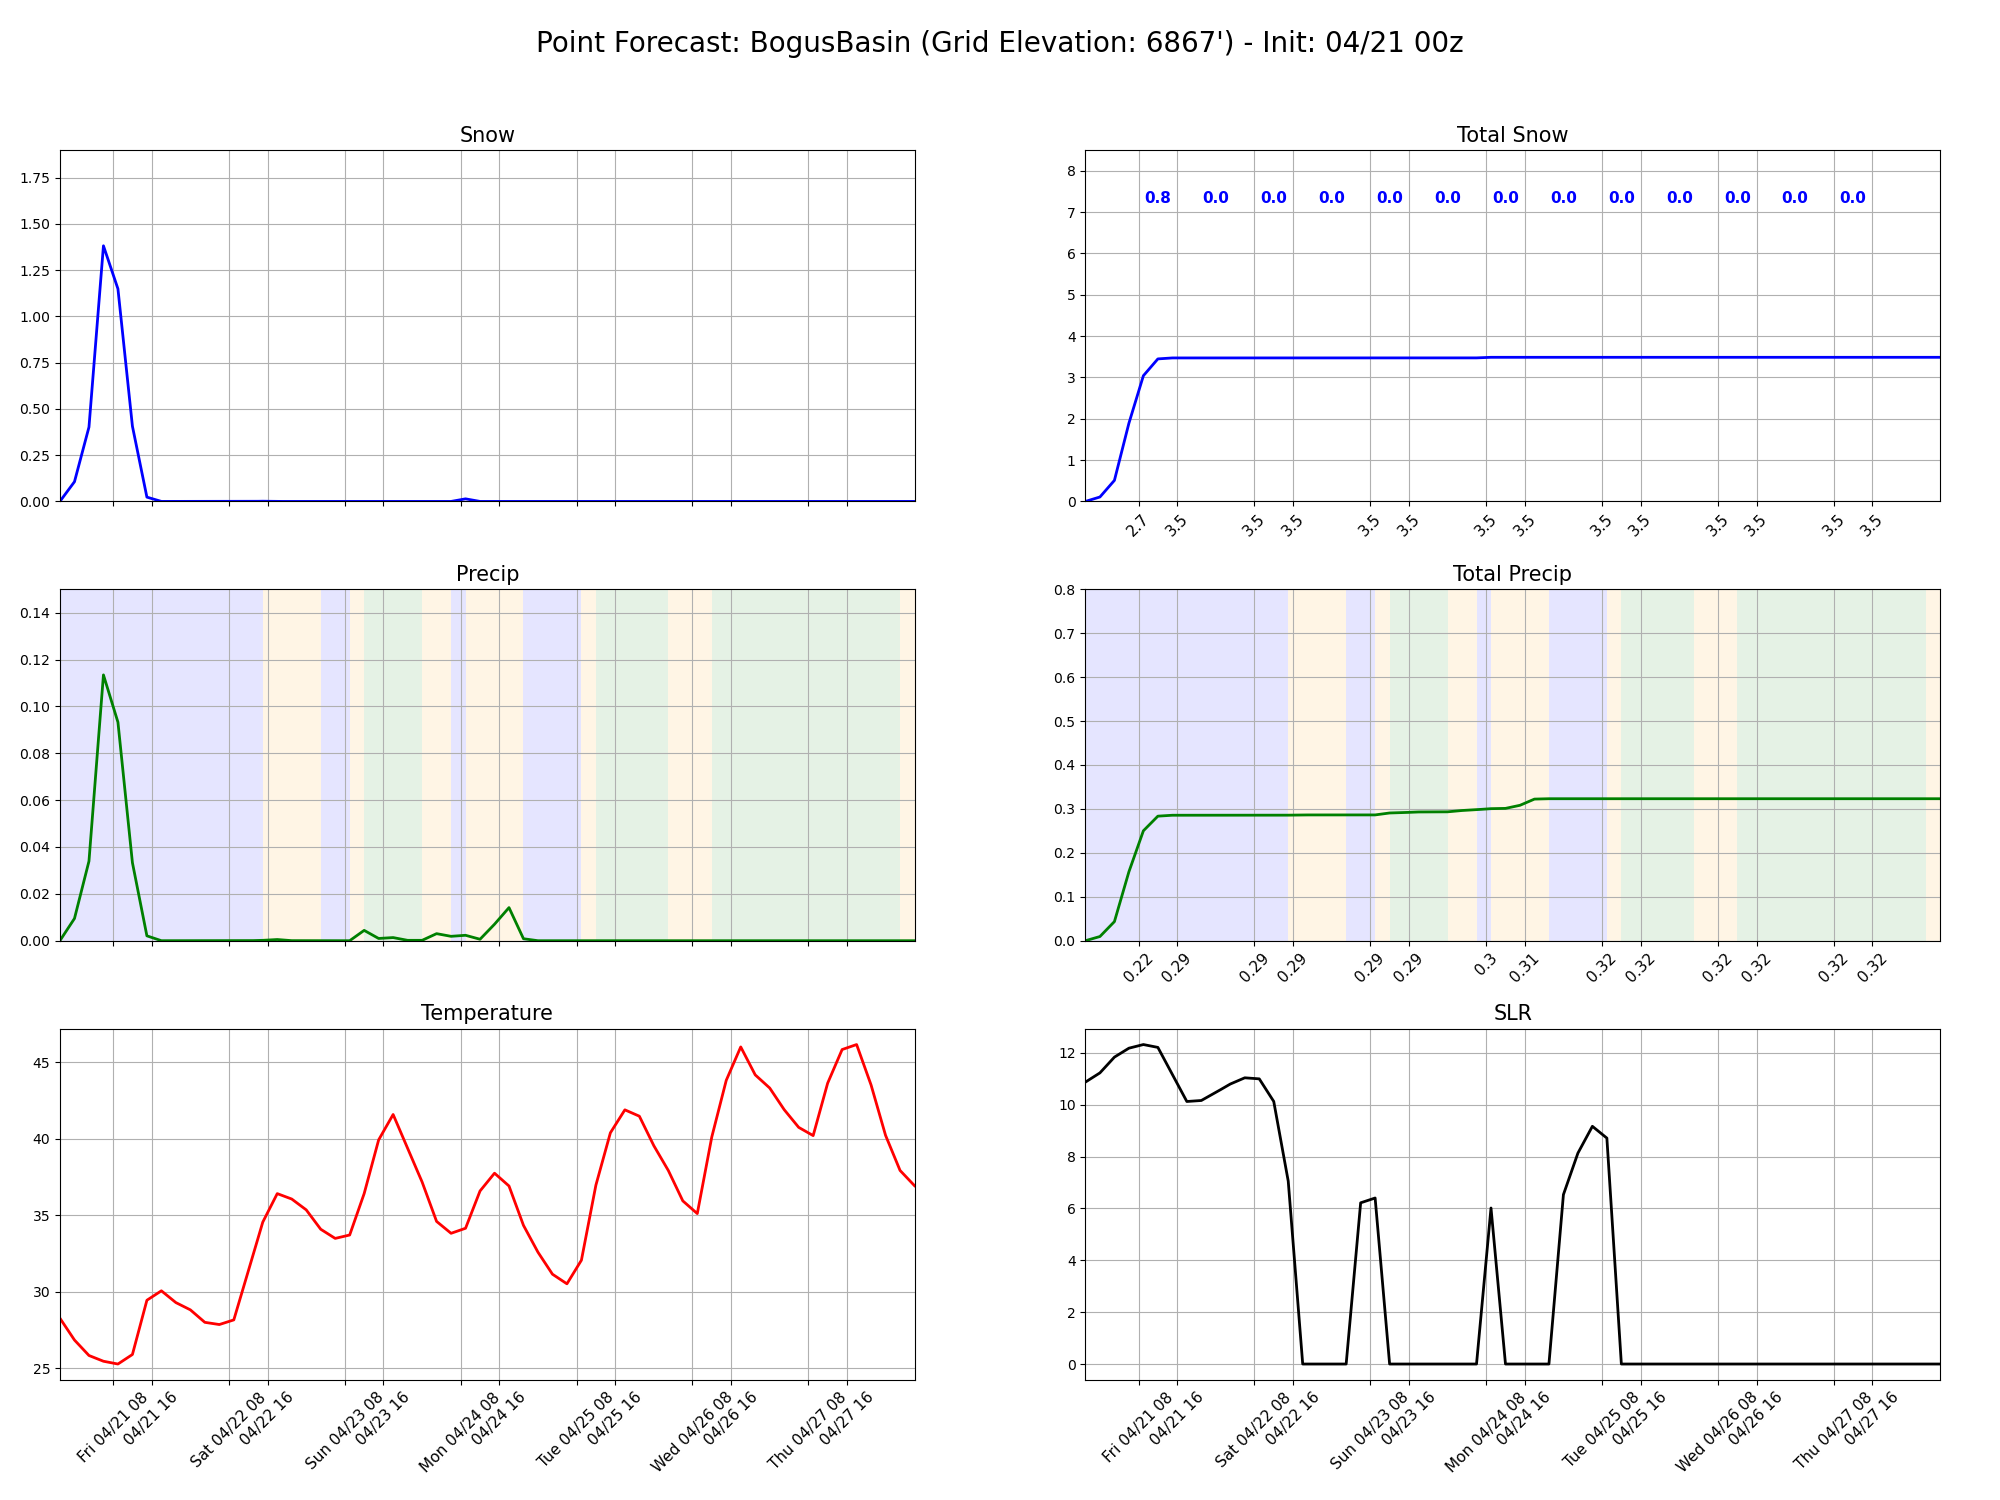 Point Forecast: BogusBasin (Grid Elevation: 6867') - Init: 04/21 00z
Snow
1.75
1.50
1.25
1.00
0.75
0.50
0.25
0.00
Total Snow
8
7
6
5
4
3
2
1
0
0.8 0.0 0.0 0.0 0.0 0.0 0.0 0.0 0.0 0.0 0.0 0.0 0.0
2.7 3.5 3.5 3.5 3.5 3.5 3.5 3.5 3.5 3.5 3.5 3.5 3.5 3.5
Precip
0.14
0.12
0.10
0.08
0.06
0.04
0.02
0.00
Total Precip
0.8
0.7
0.6
0.5
0.4
0.3
0.2
0.1
0.0
0.22 0.29 0.29 0.29 0.29 0.29 0.3 0.31 0.32 0.32 0.32 0.32 0.32 0.32
Temperature
45
40
35
30
25
Fri 04/21 08
04/21 16
Sat 04/22 08
04/22 16
Sun 04/23 08
04/23 16
Mon 04/24 08
04/24 16
Tue 04/25 08
04/25 16
Wed 04/26 08
04/26 16
Thu 04/27 08
04/27 16
SLR
12
10
8
6
4
2
0
Fri 04/21 08
04/21 16
Sat 04/22 08
04/22 16
Sun 04/23 08
04/23 16
Mon 04/24 08
04/24 16
Tue 04/25 08
04/25 16
Wed 04/26 08
04/26 16
Thu 04/27 08
04/27 16